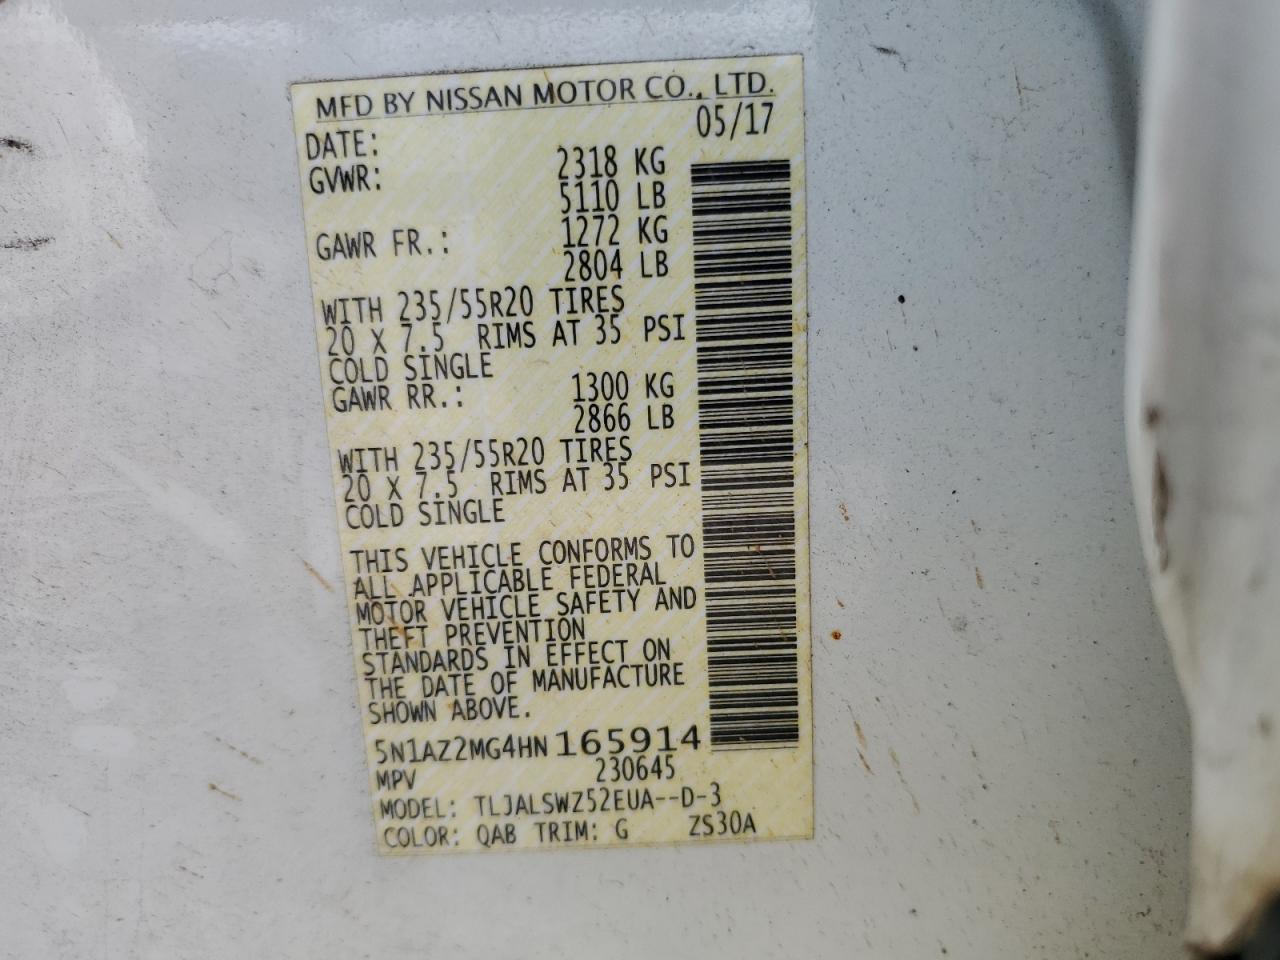 MFD BY NISSAN MOTOR CO., LTD.
DATE: 05/17
GVWR: 2318 KG
5110 LB
GAWR FR.: 1272 KG
2804 LB
WITH 235/55R20 TIRES
20 X 7.5 RIMS AT 35 PSI
COLD SINGLE
GAWR RR.: 1300 KG
2866 LB
WITH 235/55R20 TIRES
20 X 7.5 RIMS AT 35 PSI
COLD SINGLE
THIS VEHICLE CONFORMS TO
ALL APPLICABLE FEDERAL
MOTOR VEHICLE SAFETY AND
THEFT PREVENTION
STANDARDS IN EFFECT ON
THE DATE OF MANUFACTURE
SHOWN ABOVE.
5N1AZ2MG4HN165914
MPV 230645
MODEL: TLJALSWZ52EUA--D-3
COLOR: QAB TRIM: G ZS30A